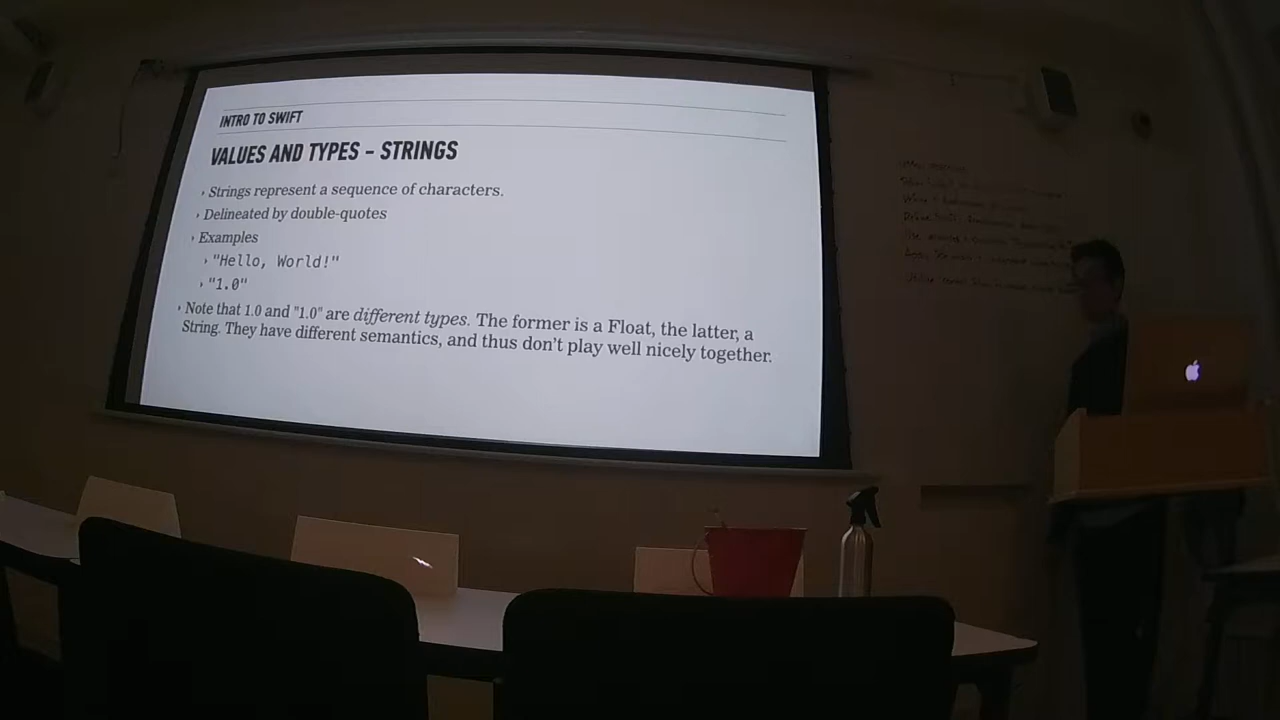 INTRO TO SWIFT
VALUES AND TYPES – STRINGS
Strings represent a sequence of characters.
Delineated by double-quotes
Examples
"Hello, World!"
"1.0"
Note that 1.0 and "1.0" are different types. The former is a Float, the latter, a
String. They have different semantics, and thus don't play well nicely together.